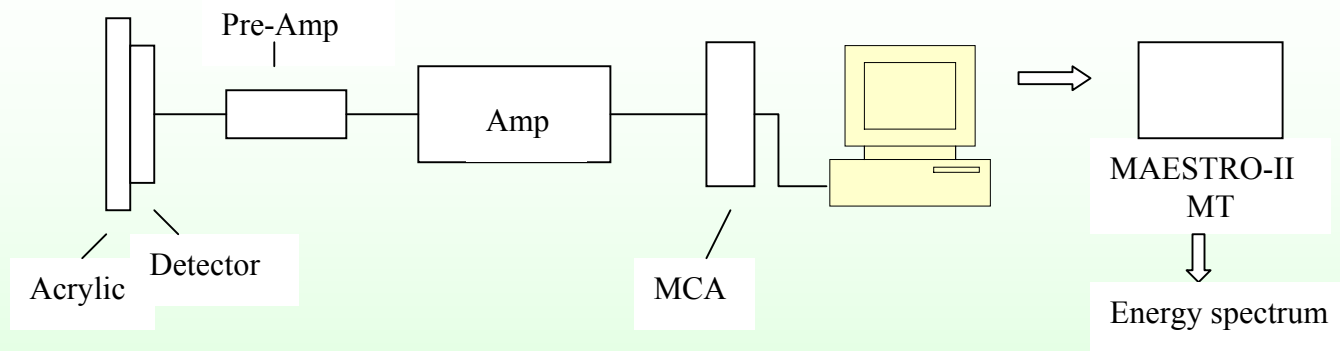 Pre-Amp
Amp
MAESTRO-II
MT
Detector
Acrylic
MCA
Energy spectrum